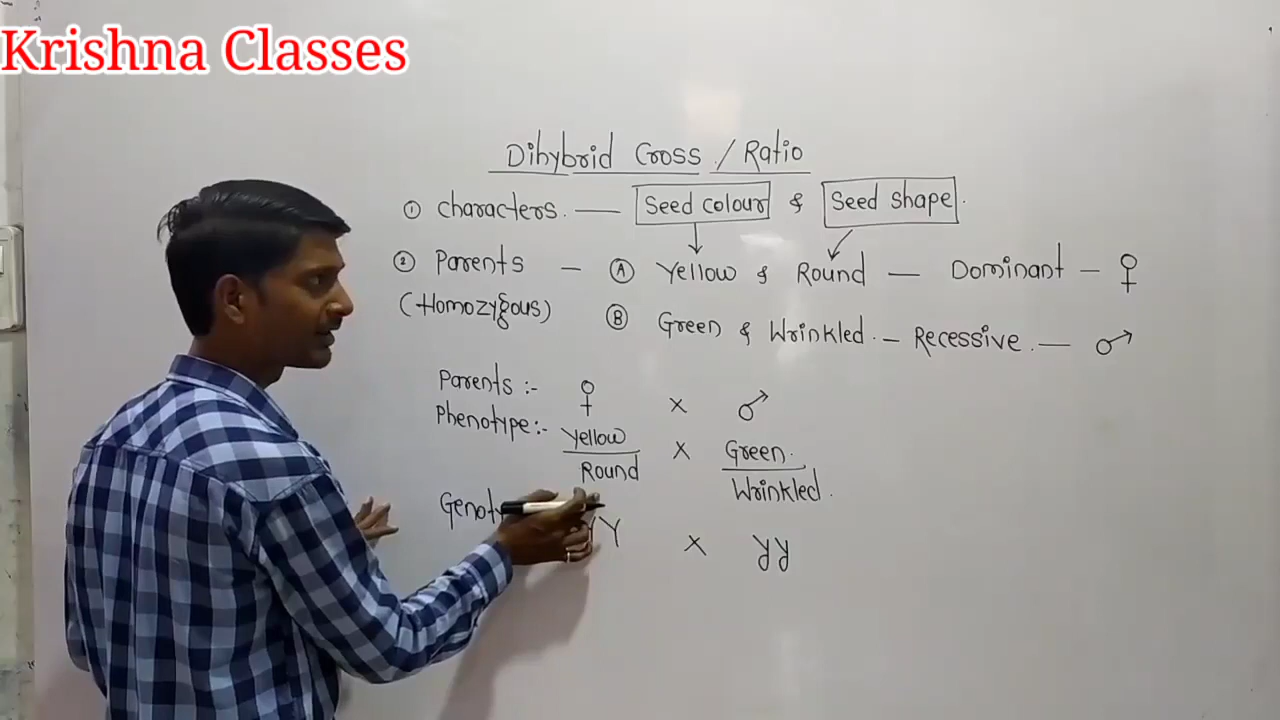 Krishna Classes
Dihybrid Cross / Ratio
① Characters. — Seed colour & Seed shape.
② Parents — Ⓐ Yellow & Round — Dominant – ♀
(Homozygous) Ⓑ Green & Wrinkled. – Recessive. — ♂
Parents :- ♀ × ♂
Phenotype :- Yellow × Green.
Round Wrinkled.
YY × yy